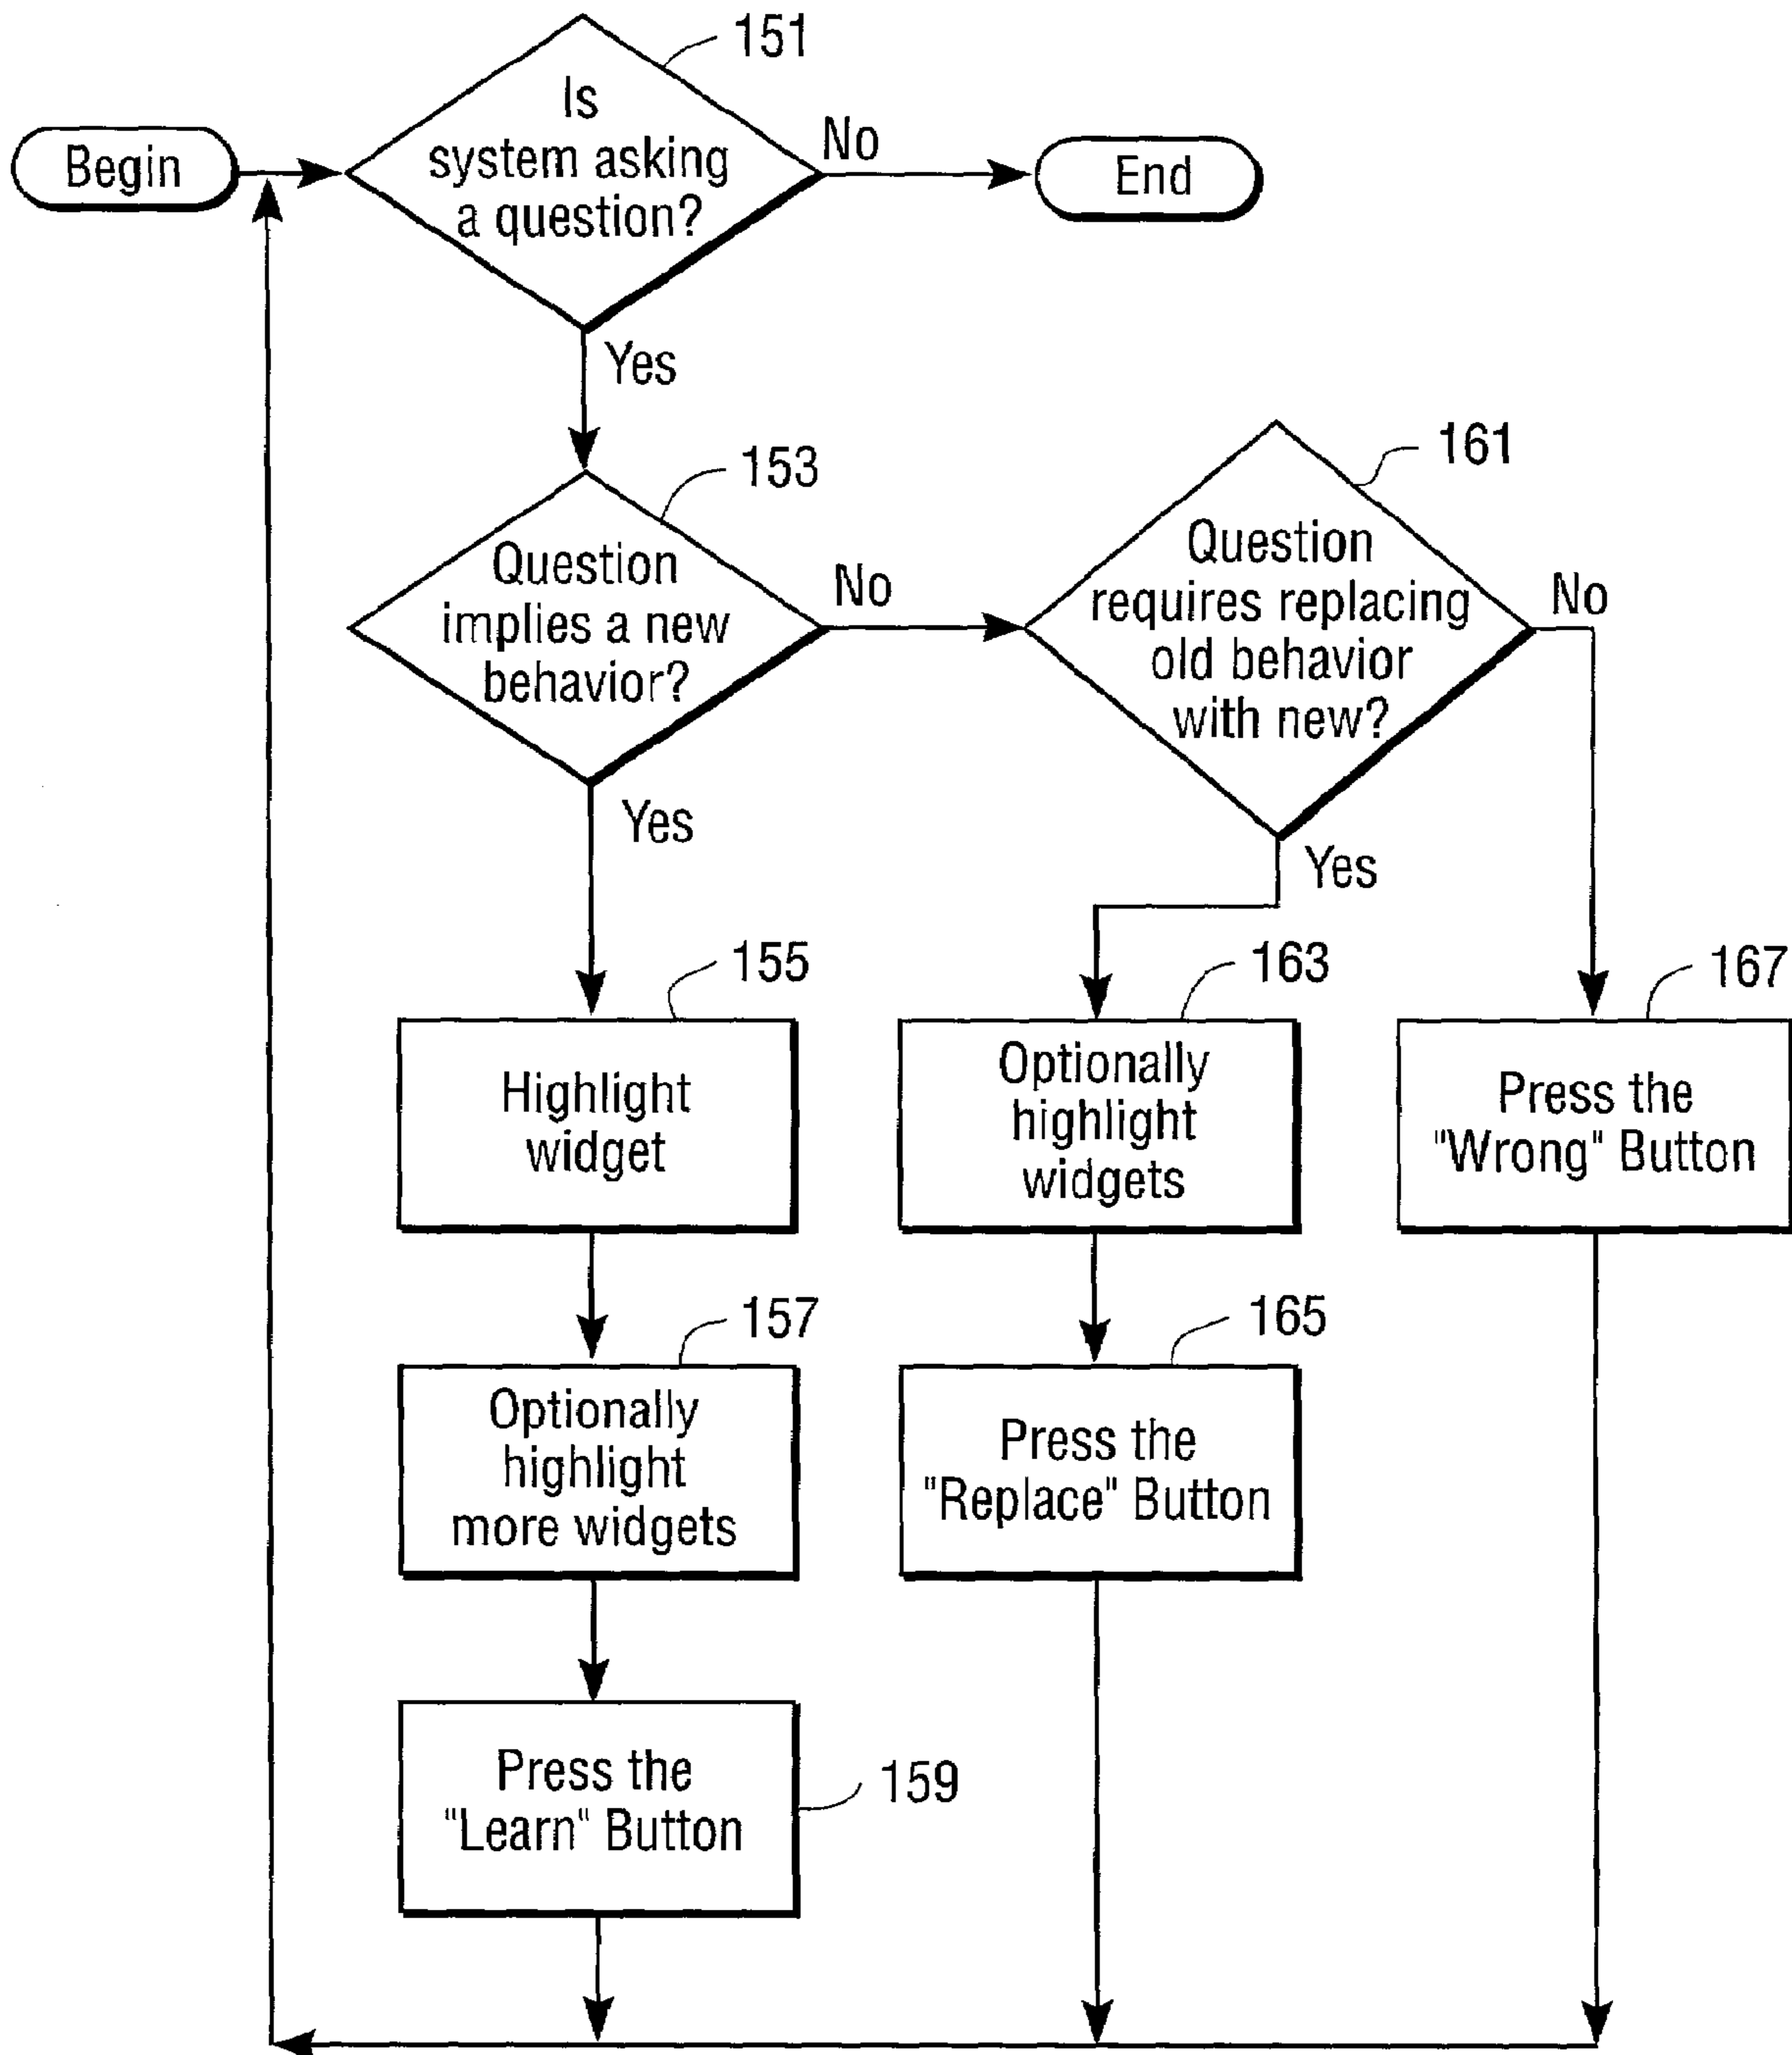 151
Is
system asking
a question?
Begin
No
End
Yes
153
Question
implies a new
behavior?
No
161
Question
requires replacing
old behavior
with new?
No
Yes
Yes
155
Highlight
widget
163
Optionally
highlight
widgets
167
Press the
"Wrong" Button
157
Optionally
highlight
more widgets
165
Press the
"Replace" Button
Press the
"Learn" Button
159